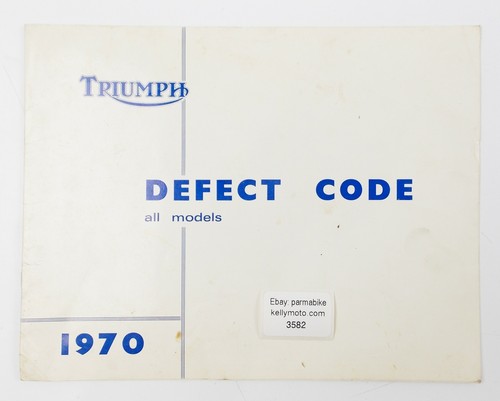 TRIUMPH
DEFECT CODE
all models
Ebay: parmabike
kellymoto.com
3582
1970